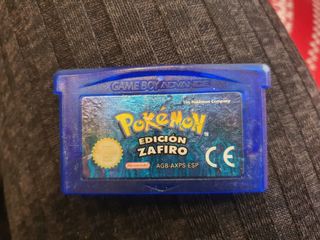 GAME BOY ADVANCE
The Pokémon Company
POKéMON
EDICIÓN
ZAFIRO
Nintendo
AGB-AXPS-ESP
CE